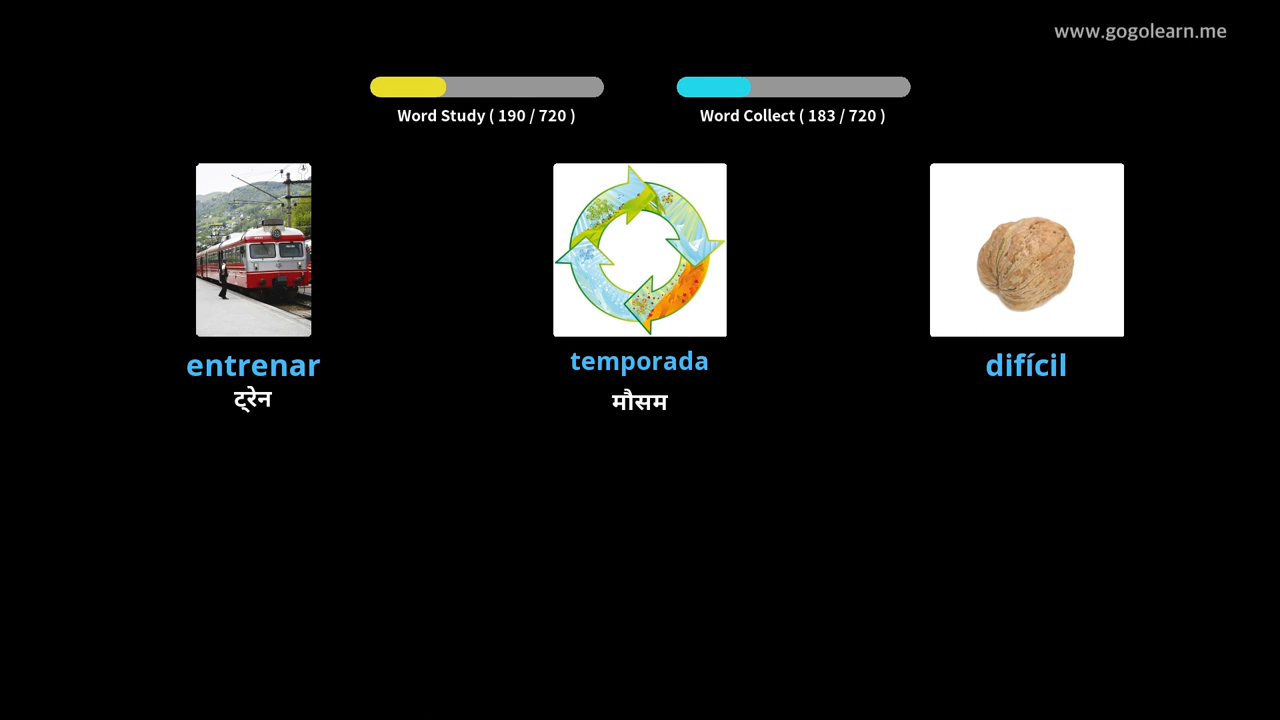 www.gogolearn.me
Word Study ( 190 / 720 )
Word Collect ( 183 / 720 )
entrenar
ट्रेन
temporada
मौसम
difícil